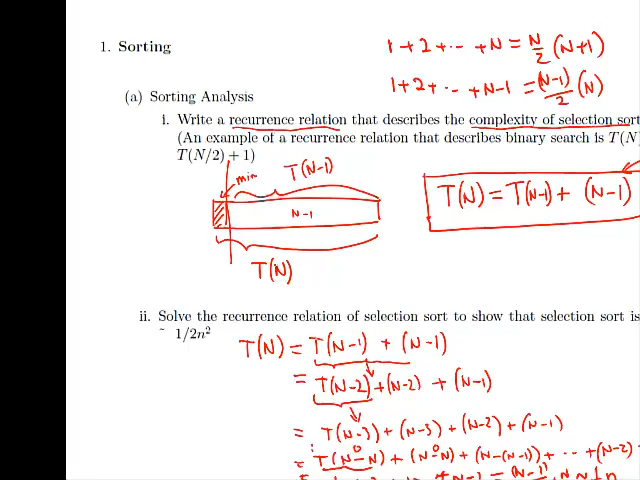 1. Sorting
1 + 2 + ... + N = N/2 (N+1)
1 + 2 + ... + N-1 = (N-1)/2 (N)
(a) Sorting Analysis
i. Write a recurrence relation that describes the complexity of selection sort
(An example of a recurrence relation that describes binary search is T(N)
T(N/2) + 1)
min
T(N-1)
N-1
T(N)
T(N) = T(N-1) + (N-1)
ii. Solve the recurrence relation of selection sort to show that selection sort is
~ 1/2n²
T(N) = T(N-1) + (N-1)
= T(N-2) + (N-2) + (N-1)
= T(N-3) + (N-3) + (N-2) + (N-1)
= T(N-N) + (N-N) + (N-(N-1)) + ... + (N-2)